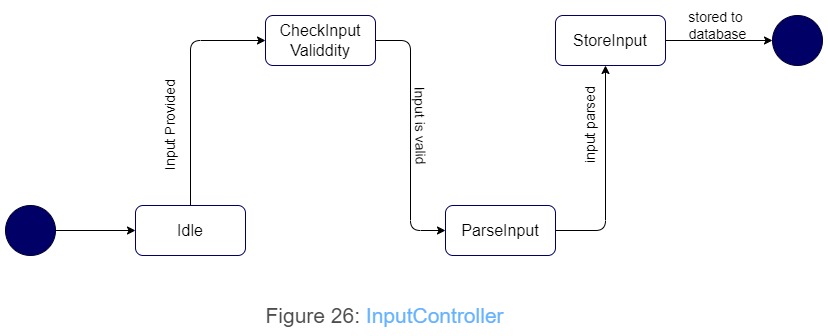 CheckInput
Validdity
StoreInput
stored to
database
Input Provided
Input is valid
input parsed
Idle
ParseInput
Figure 26: InputController